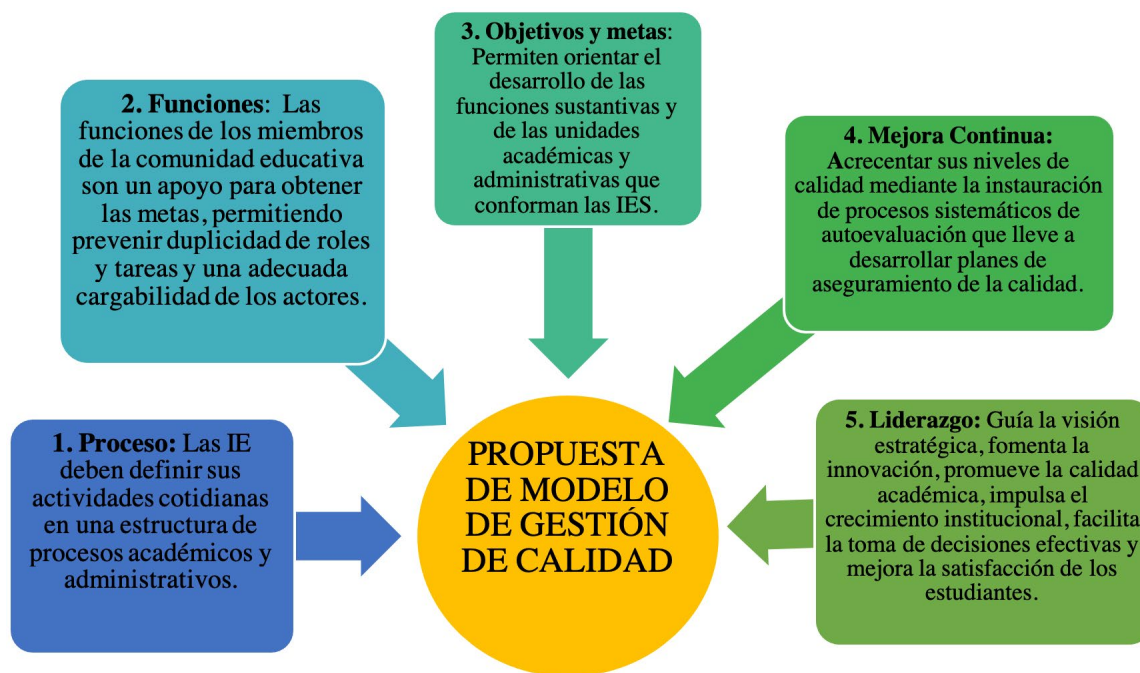 1. Proceso: Las IE
deben definir sus
actividades cotidianas
en una estructura de
procesos académicos y
administrativos.
2. Funciones: Las
funciones de los miembros
de la comunidad educativa
son un apoyo para obtener
las metas, permitiendo
prevenir duplicidad de roles
y tareas y una adecuada
cargabilidad de los actores.
3. Objetivos y metas:
Permiten orientar el
desarrollo de las
funciones sustantivas y
de las unidades
académicas y
administrativas que
conforman las IES.
4. Mejora Continua:
Acrecentar sus niveles de
calidad mediante la instauración
de procesos sistemáticos de
autoevaluación que lleve a
desarrollar planes de
aseguramiento de la calidad.
5. Liderazgo: Guía la visión
estratégica, fomenta la
innovación, promueve la calidad
académica, impulsa el
crecimiento institucional, facilita
la toma de decisiones efectivas y
mejora la satisfacción de los
estudiantes.
PROPUESTA
DE MODELO
DE GESTIÓN
DE CALIDAD